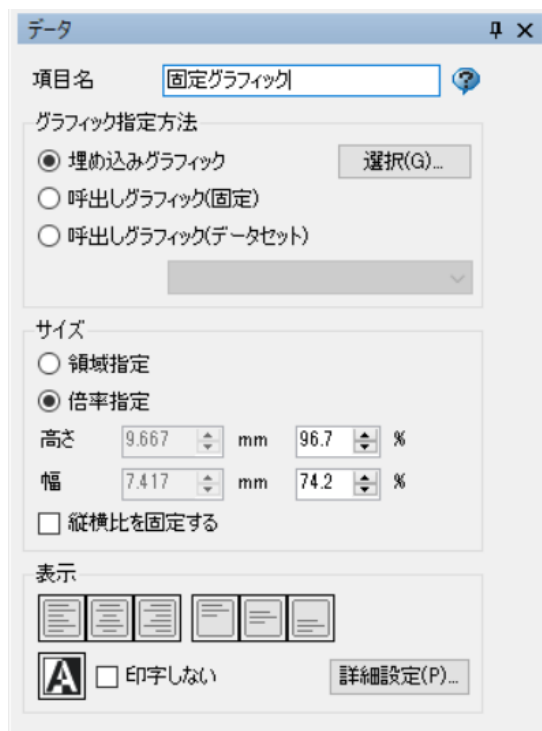 データ
項目名 固定グラフィック
グラフィック指定方法
埋め込みグラフィック 選択(G)...
呼出しグラフィック(固定)
呼出しグラフィック(データセット)
サイズ
領域指定
倍率指定
高さ 9.667 mm 96.7 %
幅 7.417 mm 74.2 %
縦横比を固定する
表示
A 印字しない 詳細設定(P)...